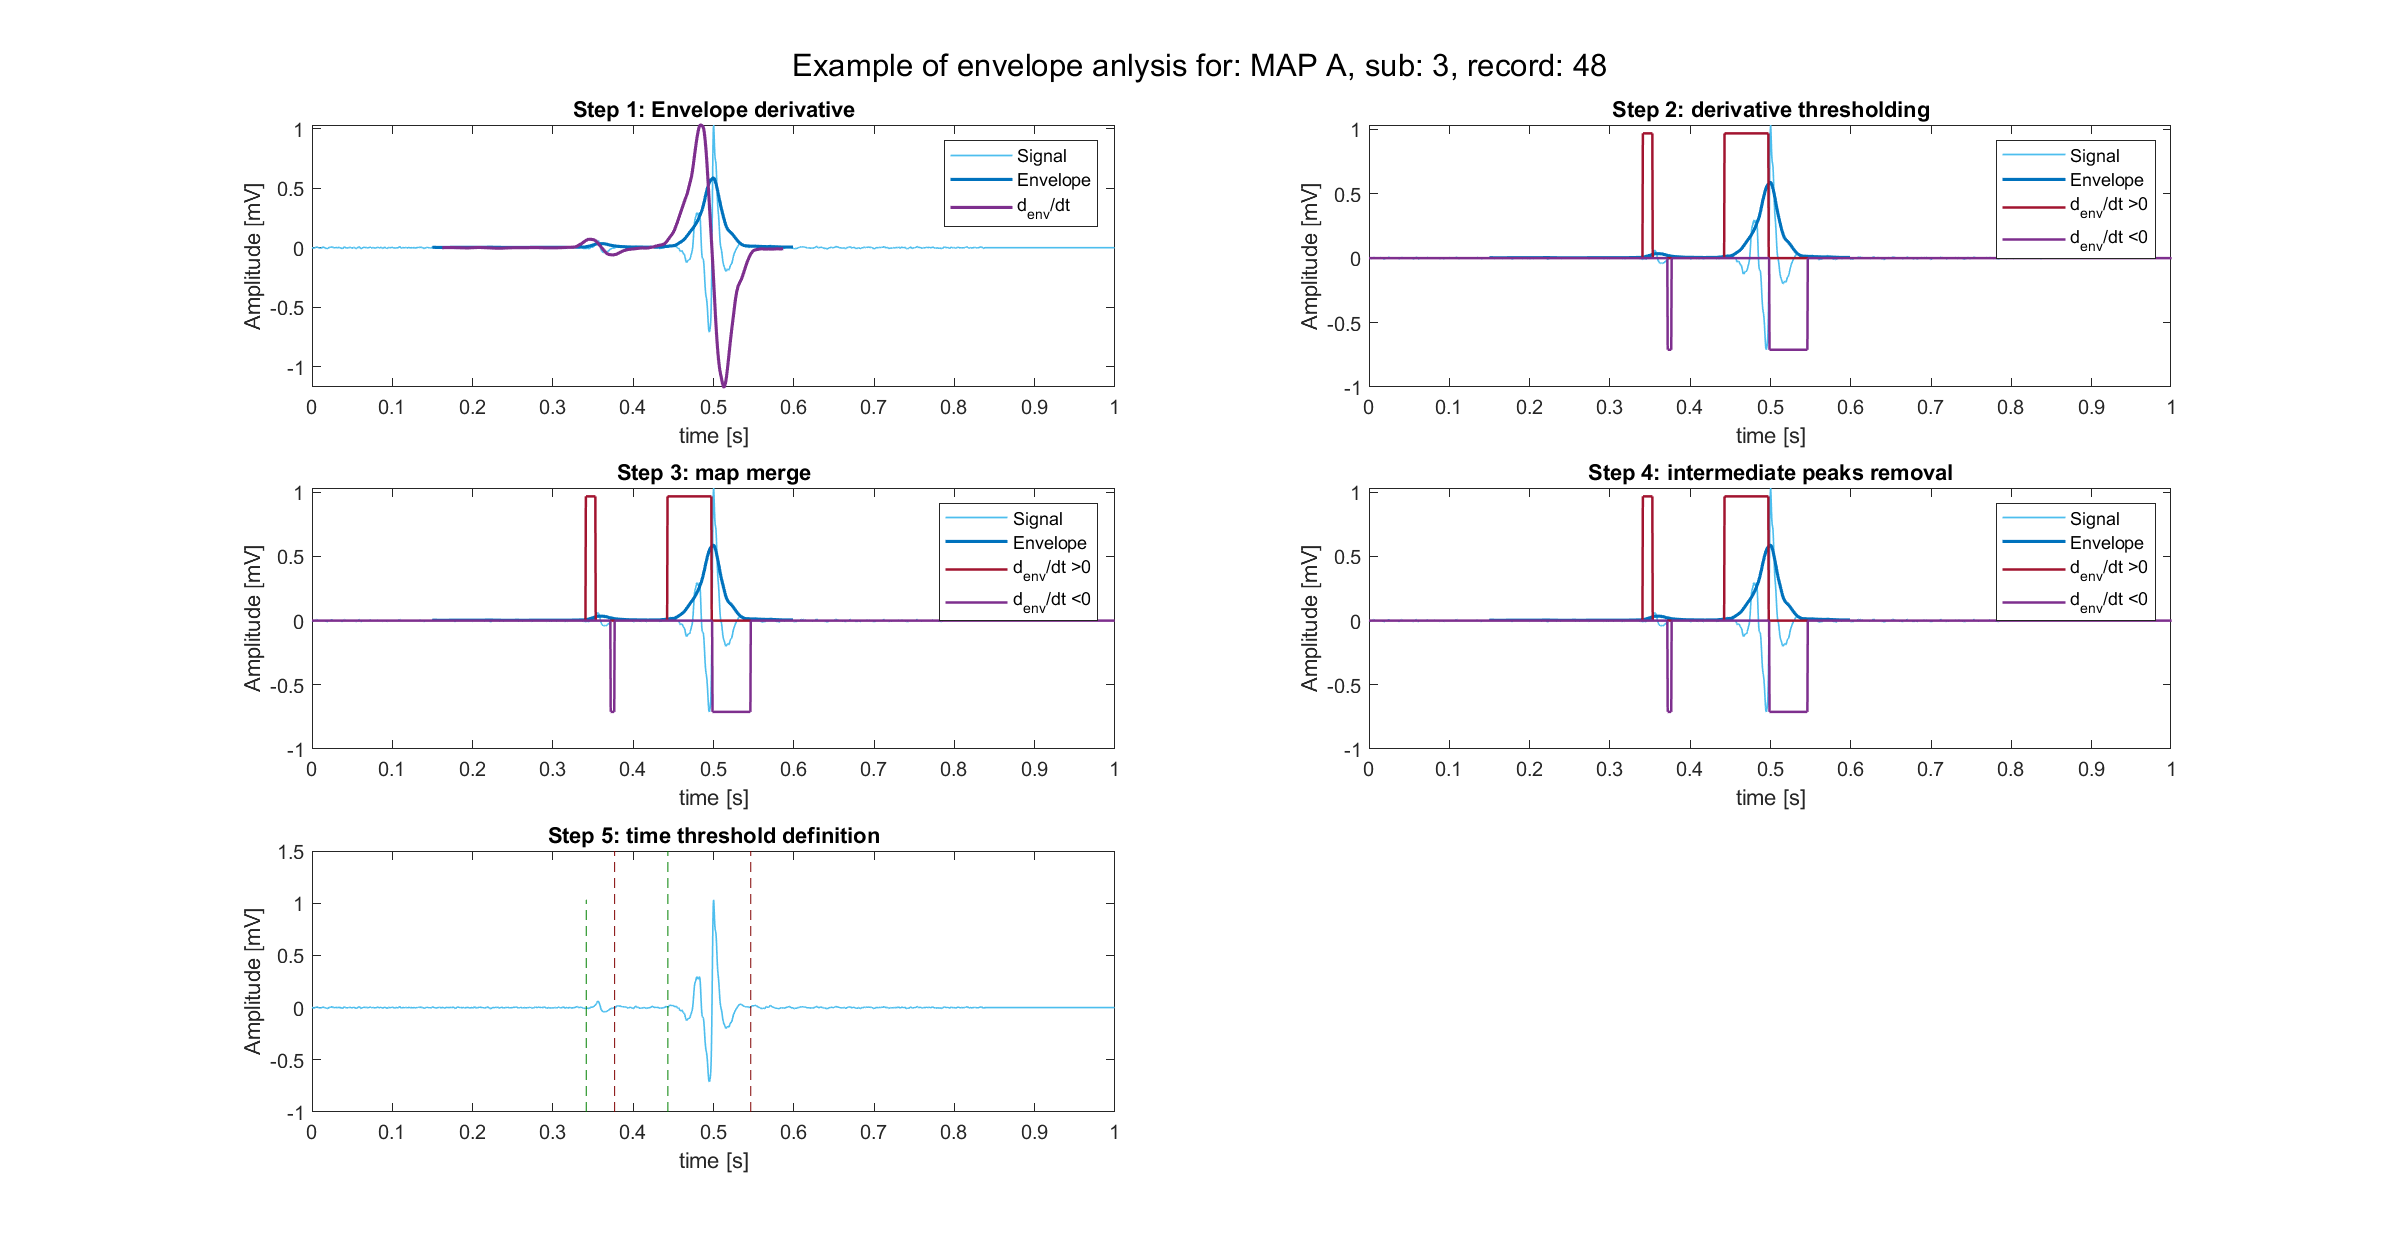 Example of envelope anlysis for: MAP A, sub: 3, record: 48
Step 1: Envelope derivative
1
0.5
0
-0.5
-1
Amplitude [mV]
0 0.1 0.2 0.3 0.4 0.5 0.6 0.7 0.8 0.9 1
time [s]
Signal
Envelope
d_env/dt
Step 2: derivative thresholding
1
0.5
0
-0.5
-1
Amplitude [mV]
0 0.1 0.2 0.3 0.4 0.5 0.6 0.7 0.8 0.9 1
time [s]
Signal
Envelope
d_env/dt >0
d_env/dt <0
Step 3: map merge
1
0.5
0
-0.5
-1
Amplitude [mV]
0 0.1 0.2 0.3 0.4 0.5 0.6 0.7 0.8 0.9 1
time [s]
Signal
Envelope
d_env/dt >0
d_env/dt <0
Step 4: intermediate peaks removal
1
0.5
0
-0.5
-1
Amplitude [mV]
0 0.1 0.2 0.3 0.4 0.5 0.6 0.7 0.8 0.9 1
time [s]
Signal
Envelope
d_env/dt >0
d_env/dt <0
Step 5: time threshold definition
1.5
1
0.5
0
-0.5
-1
Amplitude [mV]
0 0.1 0.2 0.3 0.4 0.5 0.6 0.7 0.8 0.9 1
time [s]